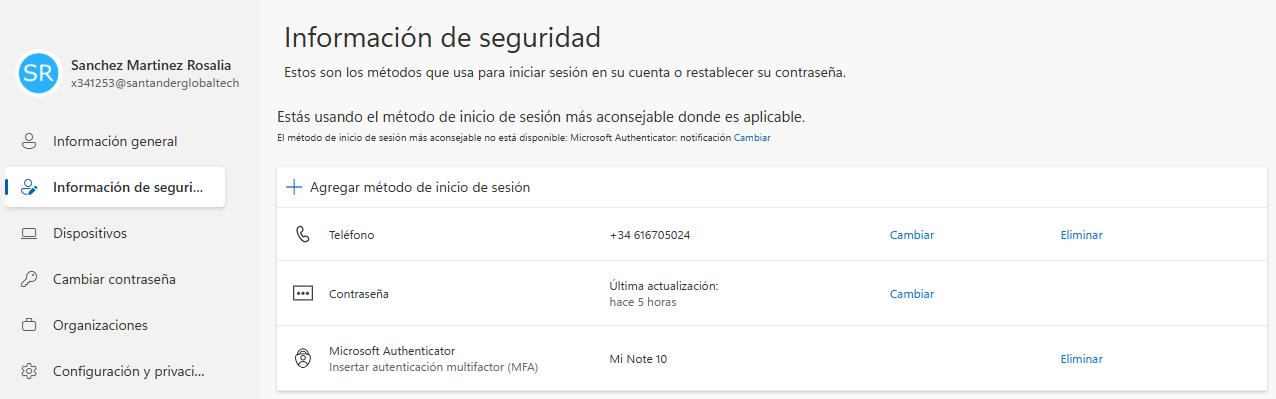 Información de seguridad
SR
Sanchez Martinez Rosalia
x341253@santanderglobaltech
Estos son los métodos que usa para iniciar sesión en su cuenta o restablecer su contraseña.
Estás usando el método de inicio de sesión más aconsejable donde es aplicable.
El método de inicio de sesión más aconsejable no está disponible: Microsoft Authenticator: notificación Cambiar
Información general
Información de seguri...
Dispositivos
Cambiar contraseña
Organizaciones
Configuración y privaci...
Agregar método de inicio de sesión
Teléfono +34 616705024 Cambiar Eliminar
Contraseña Última actualización: Cambiar
hace 5 horas
Microsoft Authenticator Mi Note 10 Eliminar
Insertar autenticación multifactor (MFA)